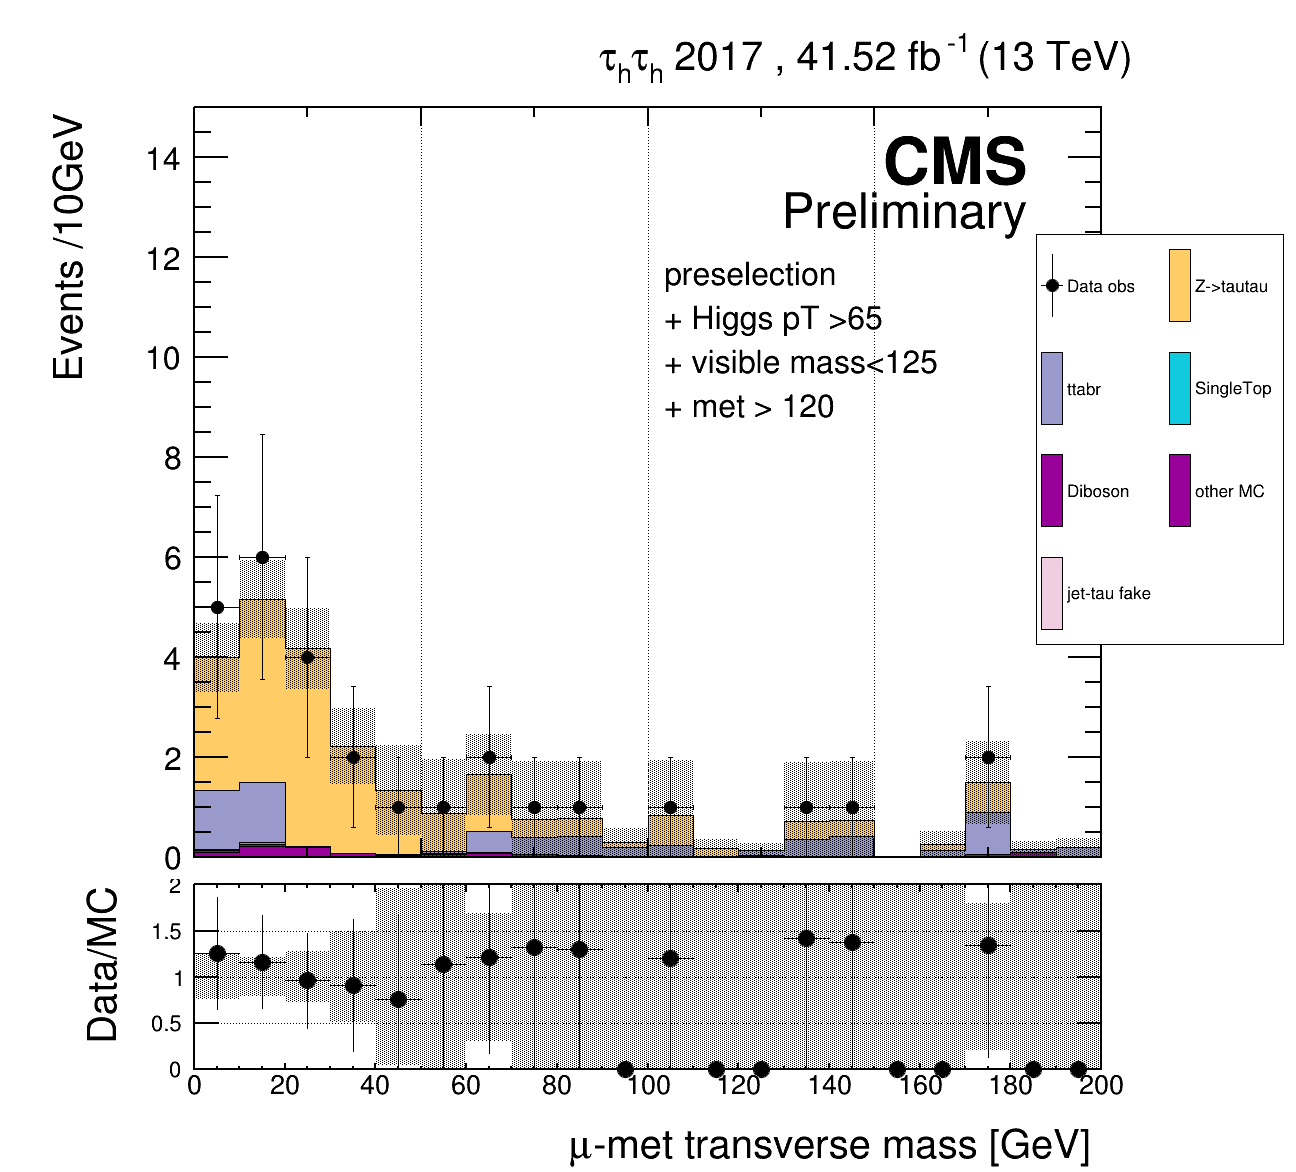 τhτh 2017 , 41.52 fb-1 (13 TeV)
Events /10GeV
CMS
Preliminary
preselection
+ Higgs pT >65
+ visible mass<125
+ met > 120
Data obs
Z->tautau
ttabr
SingleTop
Diboson
other MC
jet-tau fake
14
12
10
8
6
4
2
0
Data/MC
2
1.5
1
0.5
0
0 20 40 60 80 100 120 140 160 180 200
μ-met transverse mass [GeV]